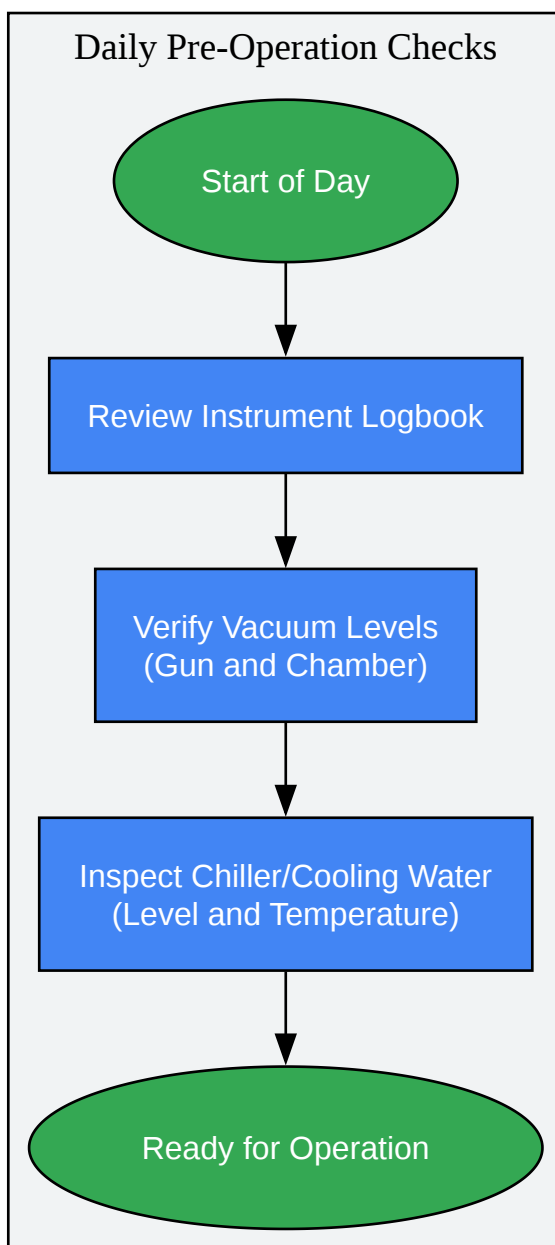 Daily Pre-Operation Checks
Start of Day
Review Instrument Logbook
Verify Vacuum Levels
(Gun and Chamber)
Inspect Chiller/Cooling Water
(Level and Temperature)
Ready for Operation